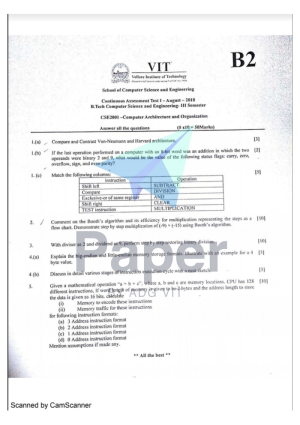 B2
VIT
Vellore Institute of Technology
School of Computer Science and Engineering
Continuous Assessment Test I – August – 2018
B.Tech Computer Science and Engineering- III Semester
CSE2001 –Computer Architecture and Organization
Answer all the questions (5 x10 = 50Marks)
1.(a) Compare and Contrast Von-Neumann and Harvard architecture. [3]
1.(b) If the last operation performed on a computer with an 8-bit word was an addition in which the two [2]
operands were binary 2 and 9, what would be the value of the following status flags: carry, zero,
overflow, sign, and even parity?
1. (c) Match the following columns: [5]
instruction Operation
Shift left SUBTRACT
Compare DIVISION
Exclusive-or of same register AND
Shift right CLEAR
TEST instruction MULTIPLICATION
2. Comment on the Booth's algorithm and its efficiency for multiplication representing the steps as a [10]
flow chart. Demonstrate step by step multiplication of (-9) × (-15) using Booth's algorithm.
3. With divisor as 2 and dividend as 9, perform step by step restoring binary division. [10]
4.(a) Explain the Big-endian and little-endian memory storage formats. Illustrate with an example for a 4 [5]
byte value.
4 (b) Discuss in detail various stages of instruction execution cycle with a neat sketch. [5]
5. Given a mathematical operation "a = b + c", where a, b and c are memory locations. CPU has 128 [10]
different instructions. If word length of memory is given to be bytes and the address length to store
the data is given as 16 bits, calculate
(i) Memory to encode these instructions
(ii) Memory traffic for these instructions
for following instruction formats:
(a) 3 Address instruction format
(b) 2 Address instruction format
(c) 1 Address instruction format
(d) 0 Address instruction format
Mention assumptions if made any.
** All the best **
Paper
VIT
Scanned by CamScanner